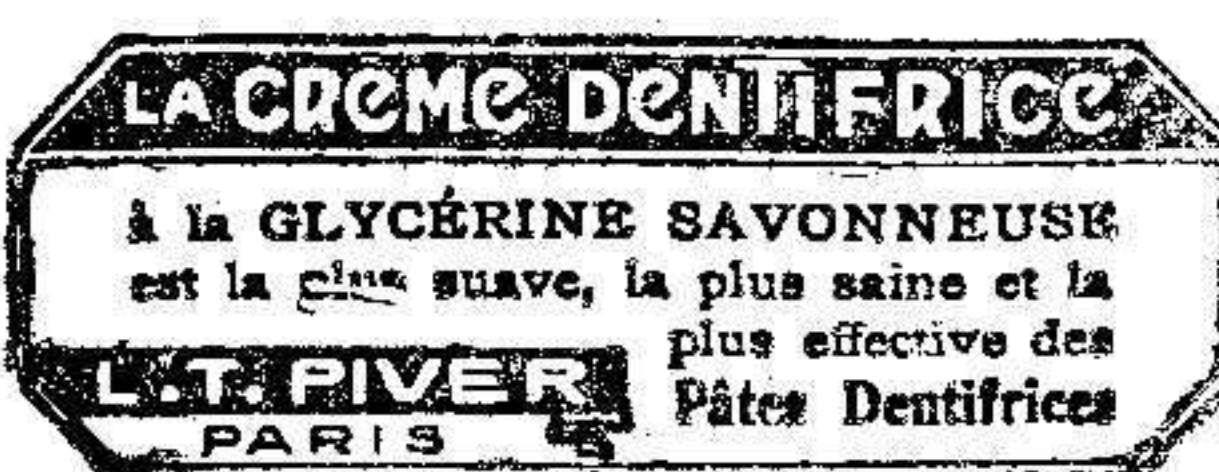 LA CREME DENTIFRICE
à la GLYCÉRINE SAVONNEUSE
est la plus suave, la plus saine et la
plus effective des
Pâtes Dentifrices
L.T. PIVER
PARIS